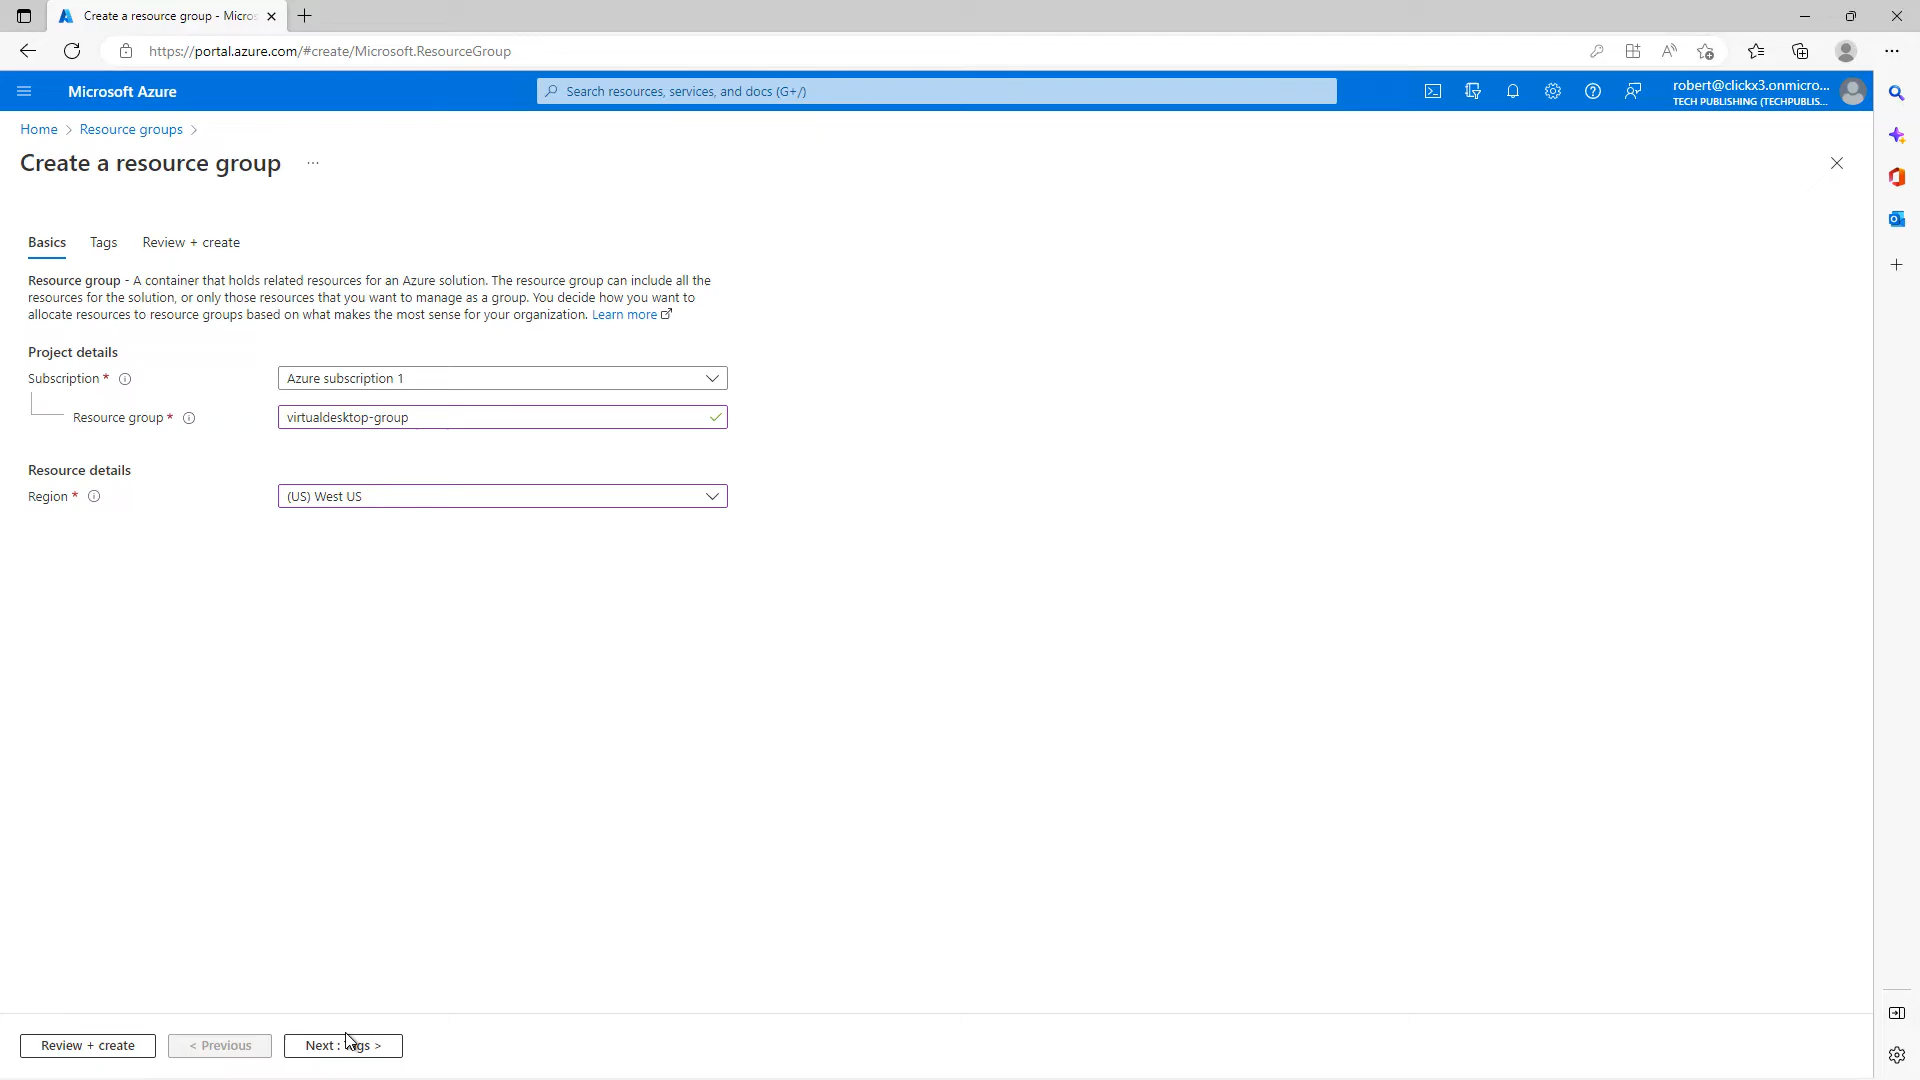 Create a resource group - Micros
https://portal.azure.com/#create/Microsoft.ResourceGroup
Microsoft Azure
Search resources, services, and docs (G+/)
robert@clickx3.onmicro...
TECH PUBLISHING (TECHPUBLIS...
Home > Resource groups >
Create a resource group ...
Basics Tags Review + create
Resource group - A container that holds related resources for an Azure solution. The resource group can include all the
resources for the solution, or only those resources that you want to manage as a group. You decide how you want to
allocate resources to resource groups based on what makes the most sense for your organization. Learn more
Project details
Subscription * Azure subscription 1
Resource group * virtualdesktop-group
Resource details
Region * (US) West US
Review + create < Previous Next : Tags >